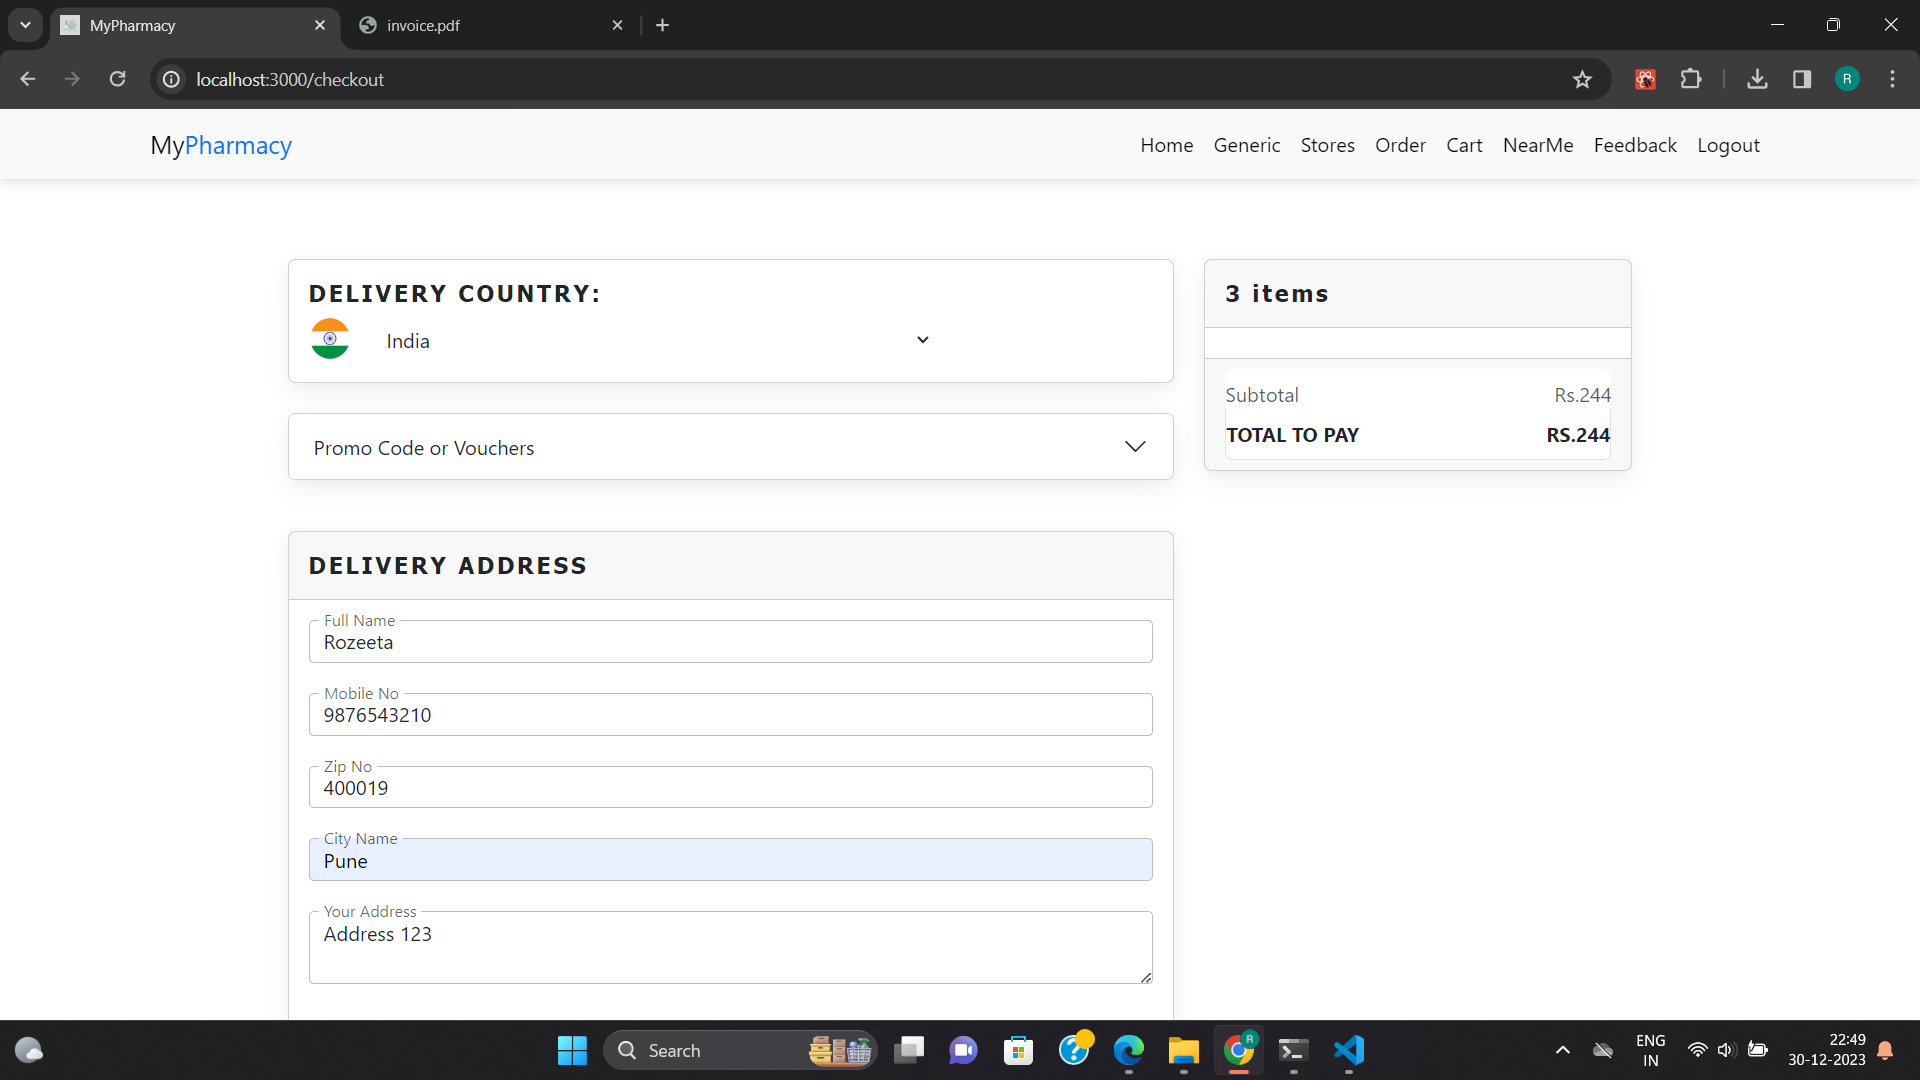 MyPharmacy
invoice.pdf
localhost:3000/checkout
R
MyPharmacy
Home Generic Stores Order Cart NearMe Feedback Logout
DELIVERY COUNTRY:
India
Promo Code or Vouchers
3 items
Subtotal Rs.244
TOTAL TO PAY RS.244
DELIVERY ADDRESS
Full Name
Rozeeta
Mobile No
9876543210
Zip No
400019
City Name
Pune
Your Address
Address 123
Search
R
ENG
IN
22:49
30-12-2023